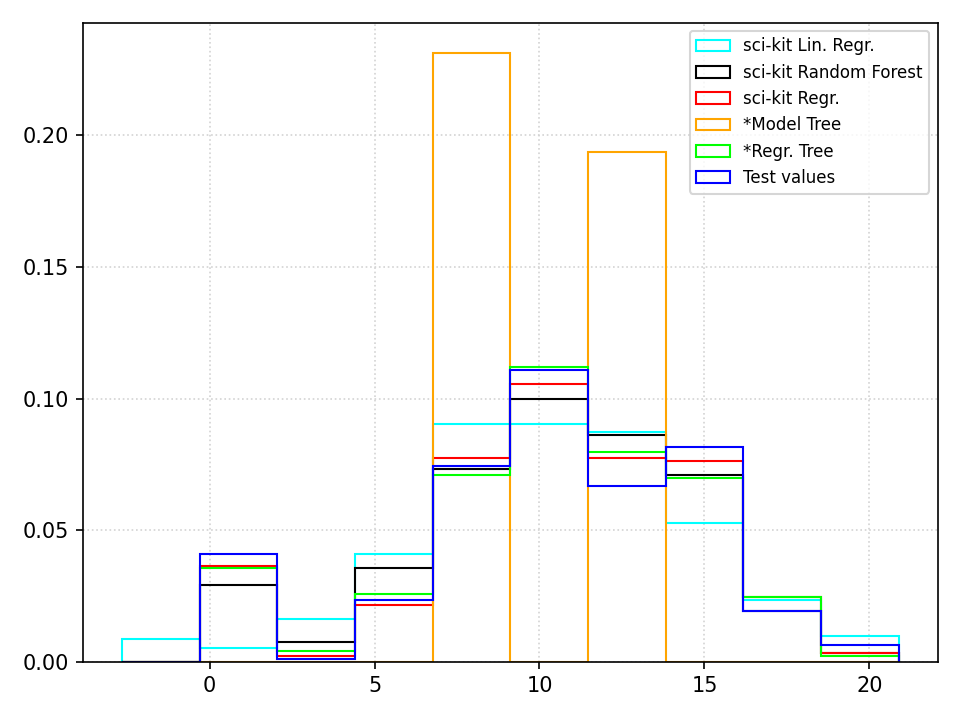 sci-kit Lin. Regr.
sci-kit Random Forest
sci-kit Regr.
*Model Tree
*Regr. Tree
Test values
0.20
0.15
0.10
0.05
0.00
0 5 10 15 20